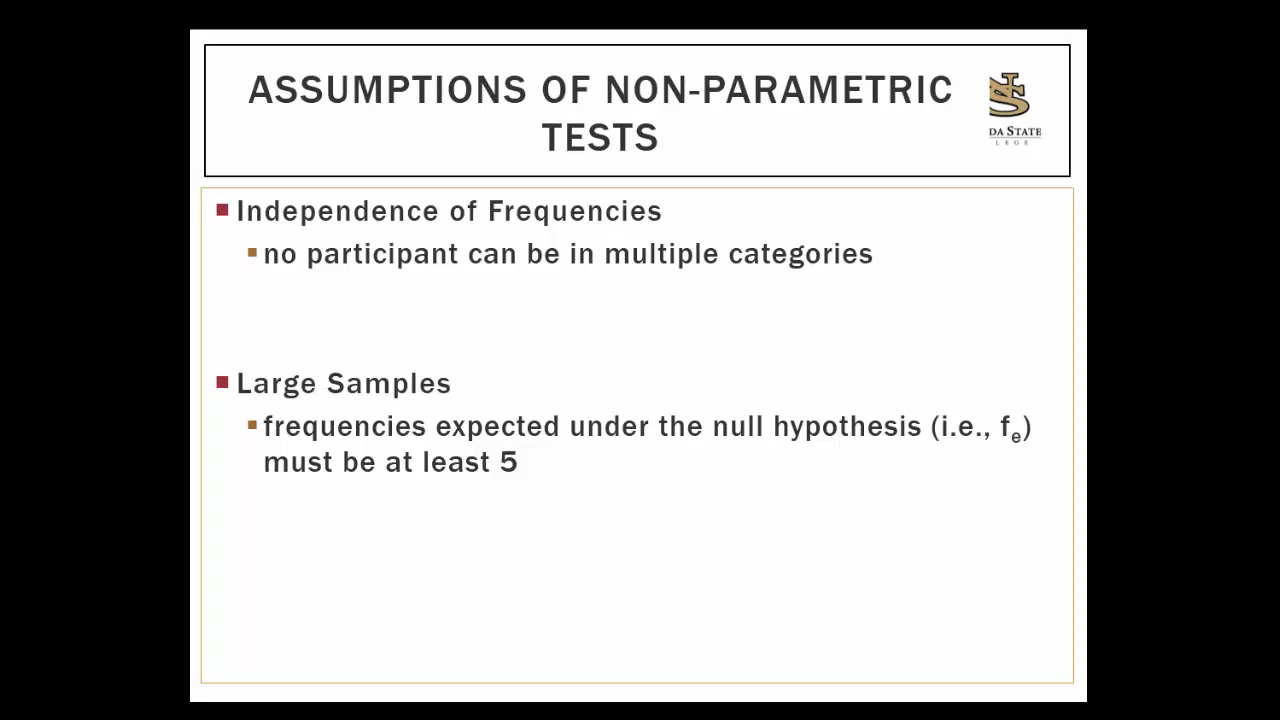 ASSUMPTIONS OF NON-PARAMETRIC
TESTS
DA STATE
LEGE
Independence of Frequencies
no participant can be in multiple categories
Large Samples
frequencies expected under the null hypothesis (i.e., fe)
must be at least 5